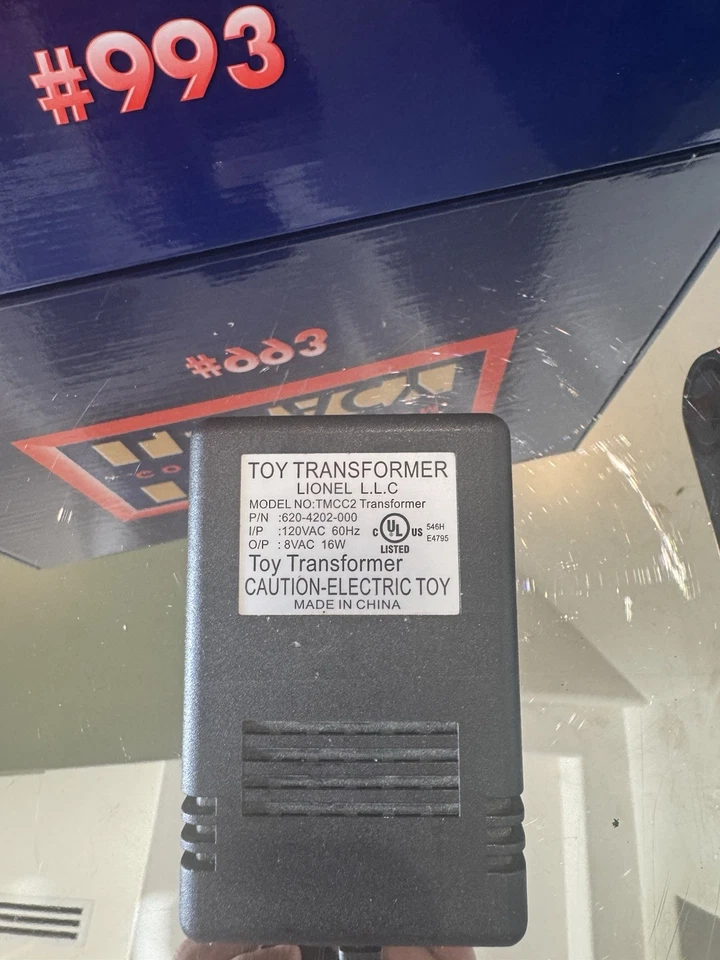 #993
#993
TOY TRANSFORMER
LIONEL L.L.C
MODEL NO:TMCC2 Transformer
P/N :620-4202-000
I/P :120VAC 60Hz
O/P :8VAC 16W
C UL US
LISTED
546H
E4795
Toy Transformer
CAUTION-ELECTRIC TOY
MADE IN CHINA